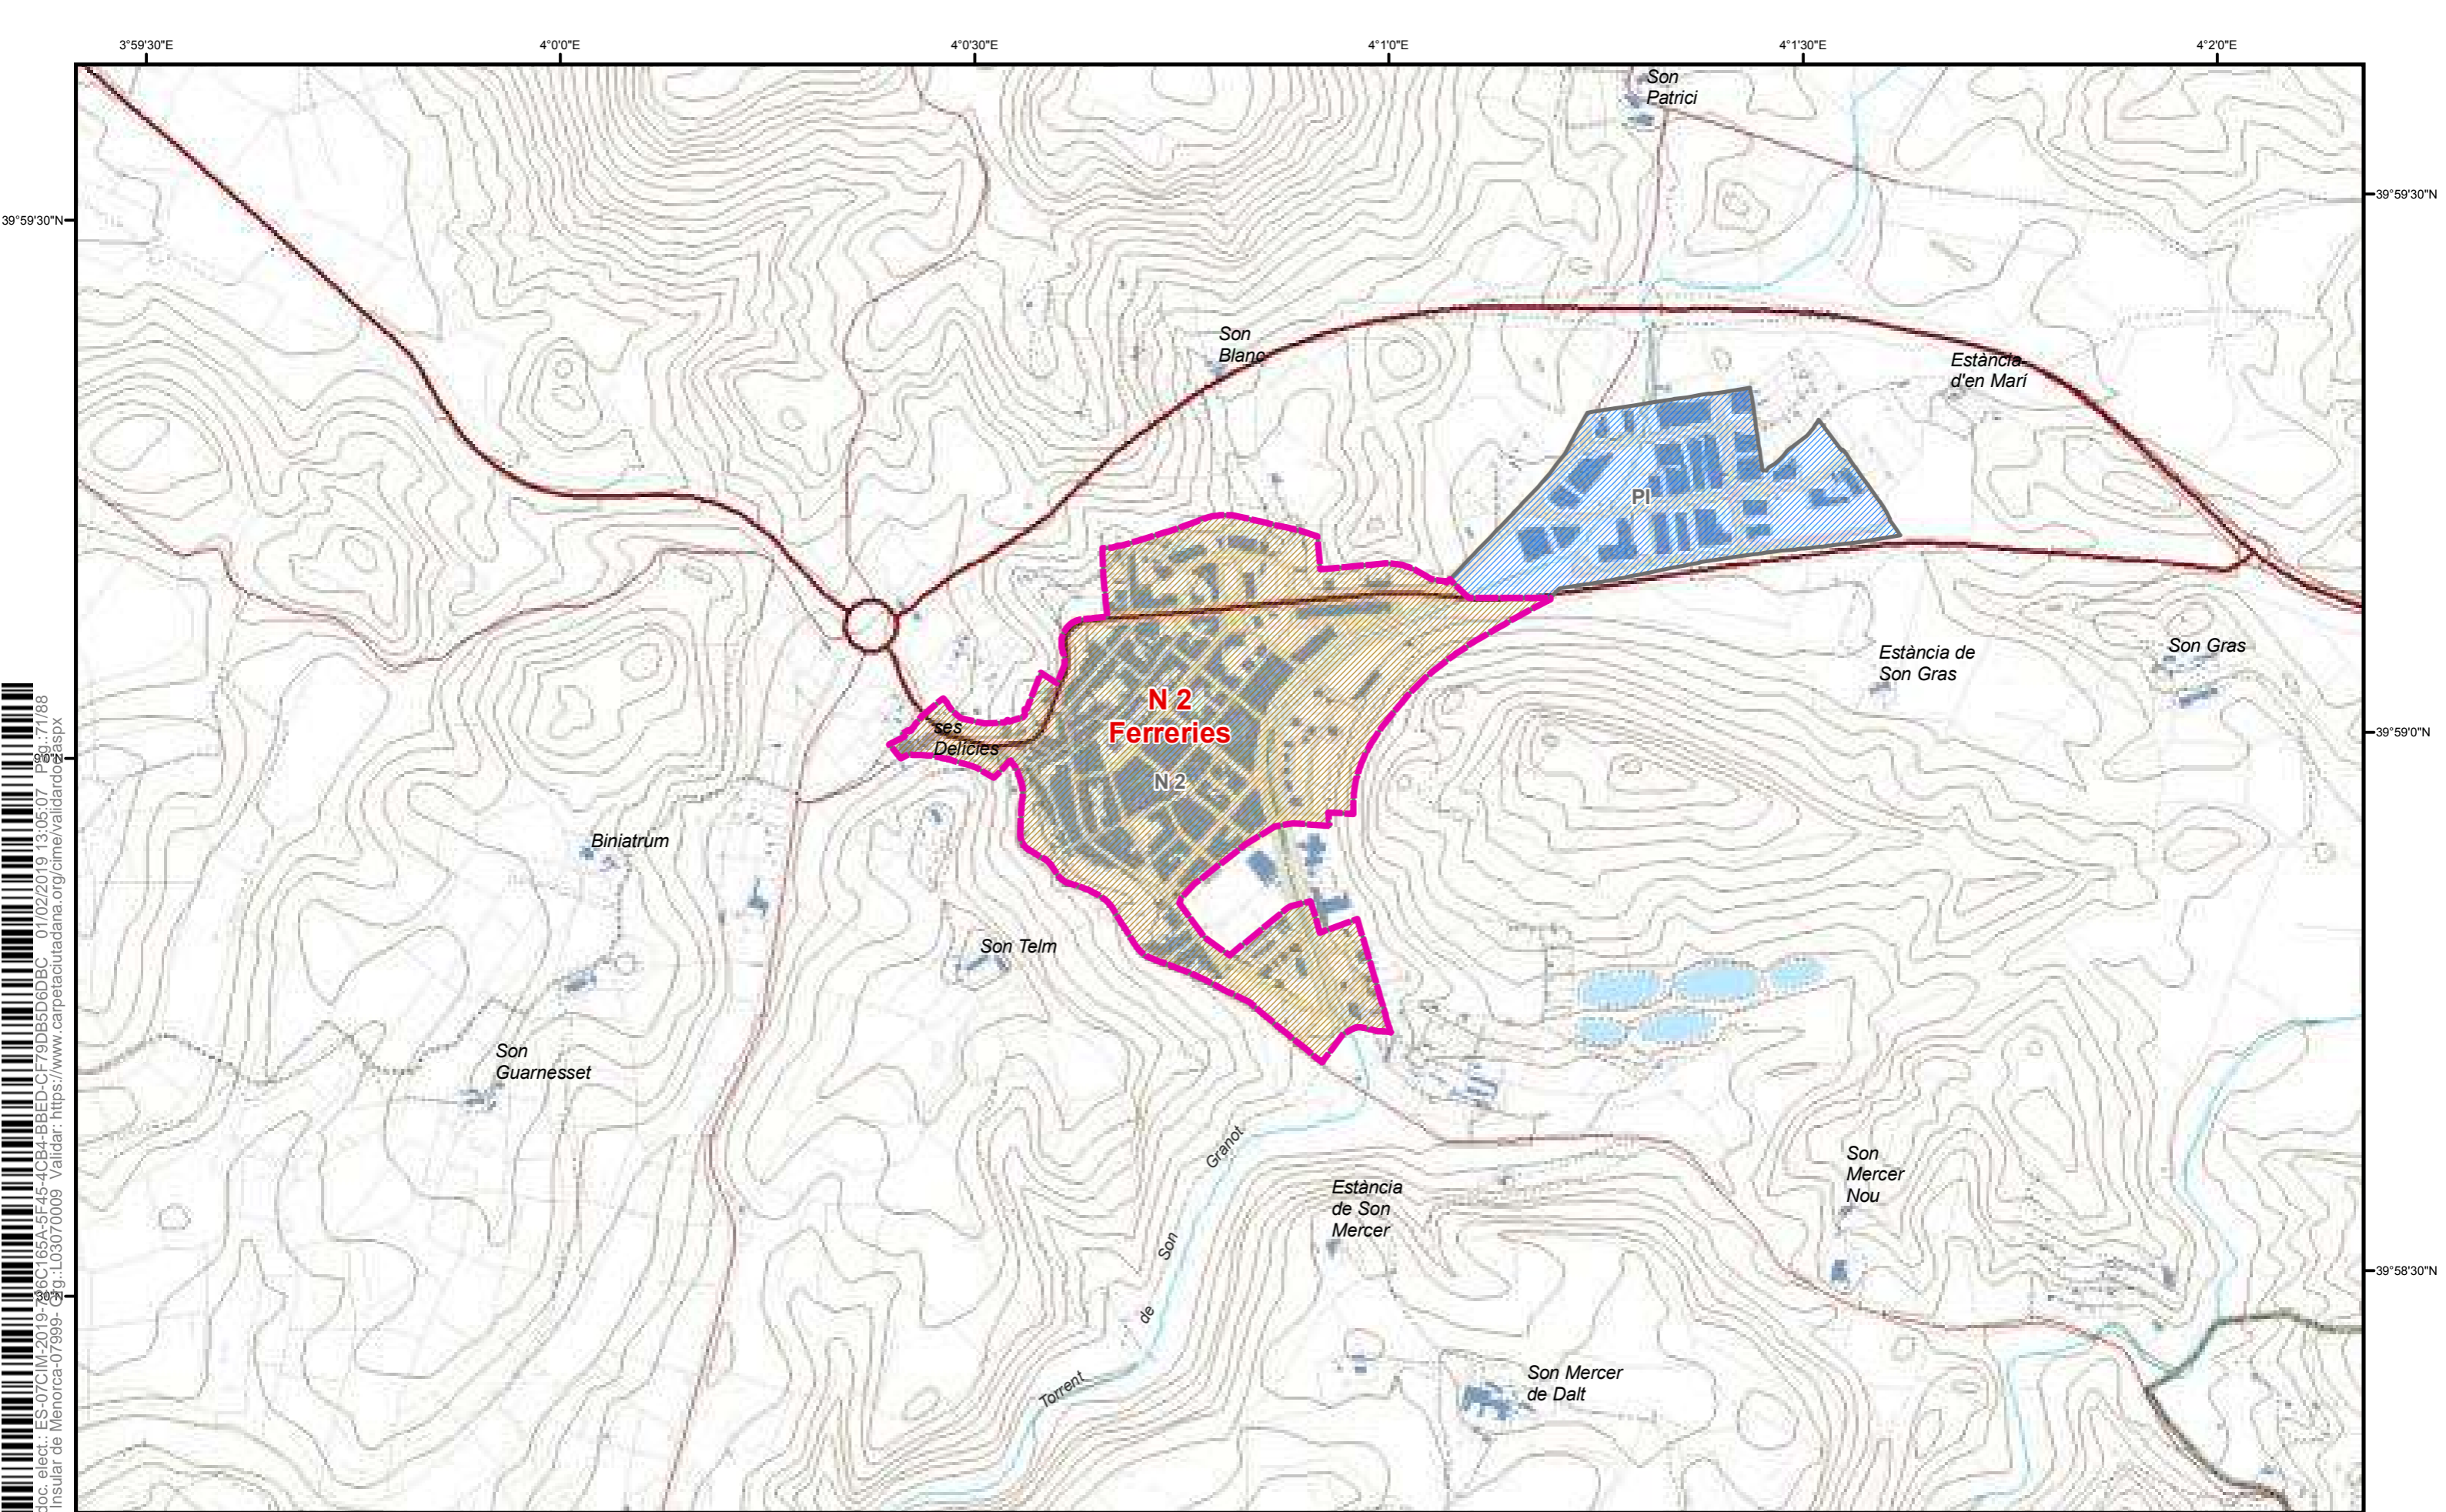 3°59'30"E
4°0'0"E
4°0'30"E
4°1'0"E
4°1'30"E
4°2'0"E
Son
Patrici
39°59'30"N
39°59'30"N
Son
Blanc
Estància
d'en Marí
PI
Estància de
Son Gras
Son Gras
N 2
Ferreries
N 2
ses
Delícies
39°59'0"N
Biniatrum
Son Telm
Son
Guarnesset
Torrent de Son Granot
Estància
de Son
Mercer
Son
Mercer
Nou
39°58'30"N
30"N
Son Mercer
de Dalt
doc. elect.: ES-07CIM-2019-
-5F45-4CB4-BBED-CF79DB5D6DBC 01/02/2019 13:05:07 Pàg.:71/88
Insular de Menorca-07999- Org.:L03070009 Validar: https://www.carpetaciutadana.org/cime/validardoc.aspx